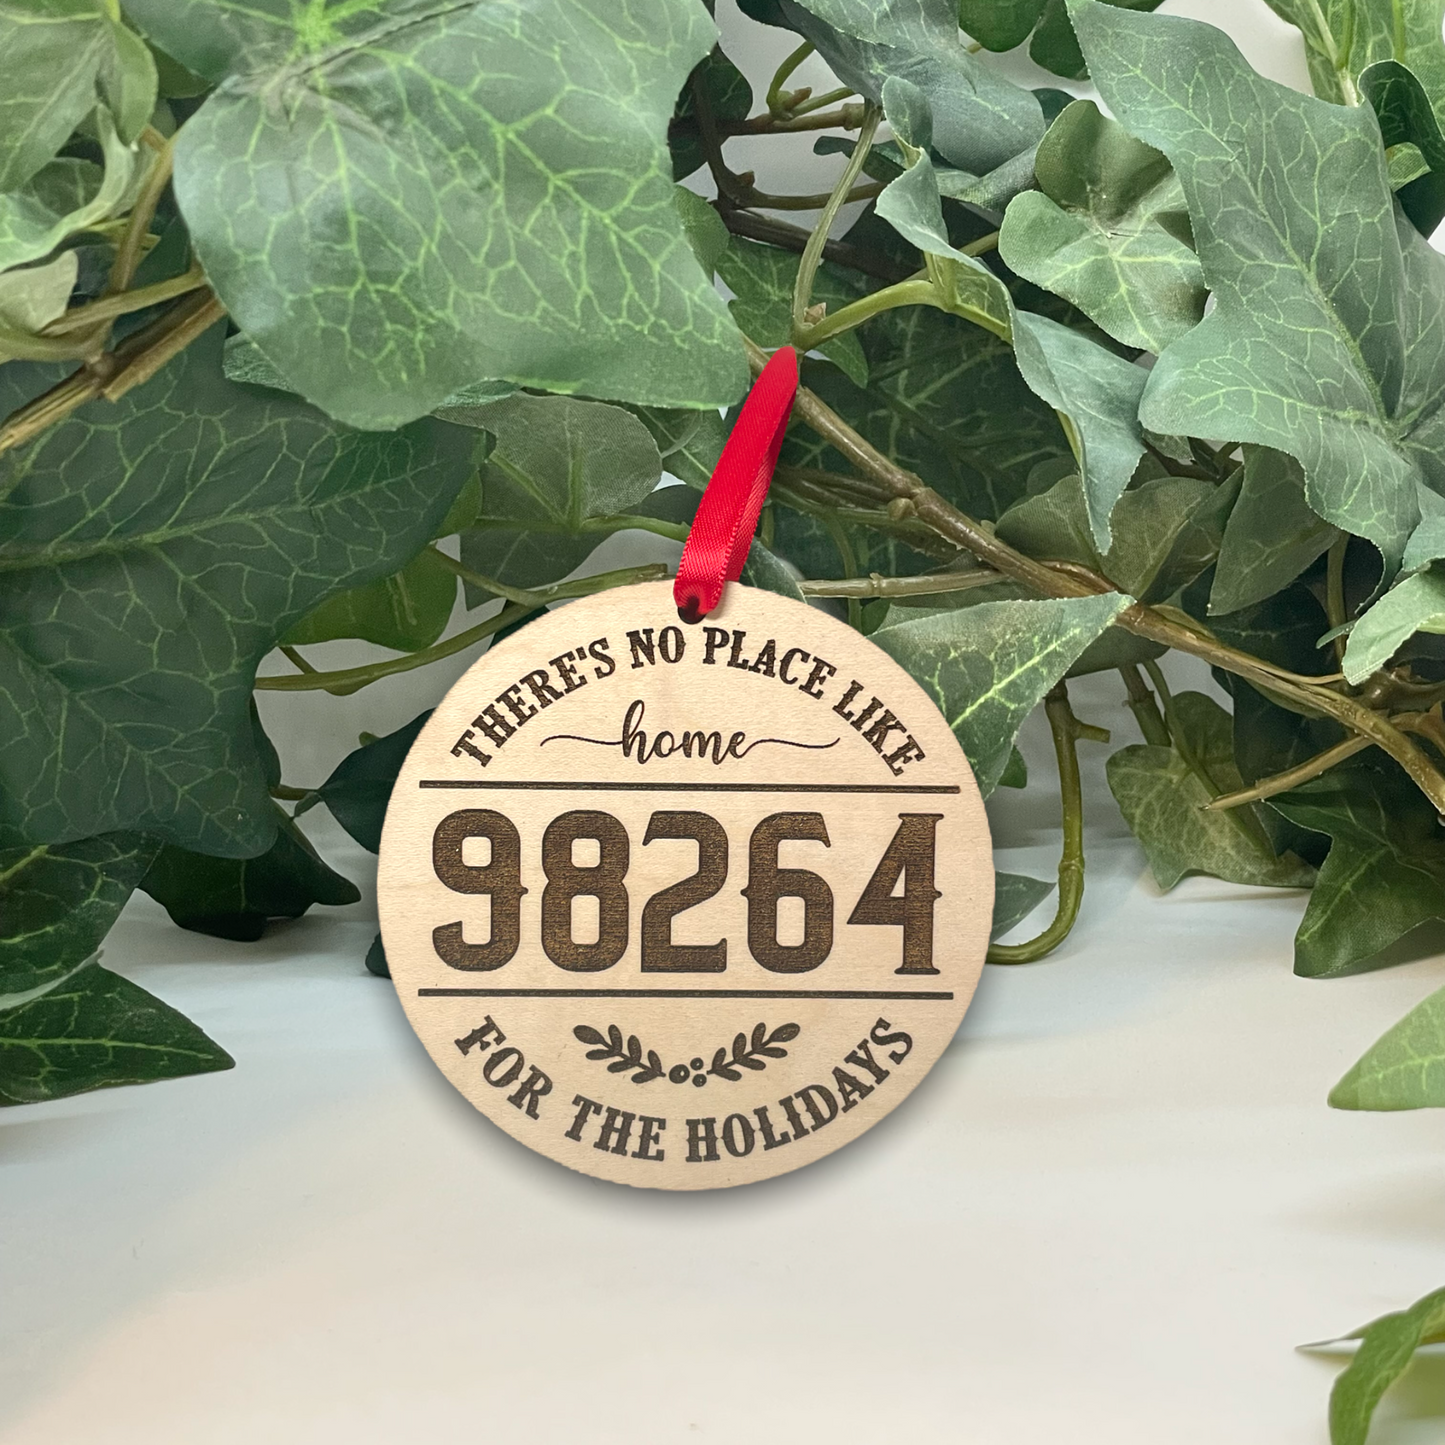 THERE'S NO PLACE LIKE
home
98264
FOR THE HOLIDAYS